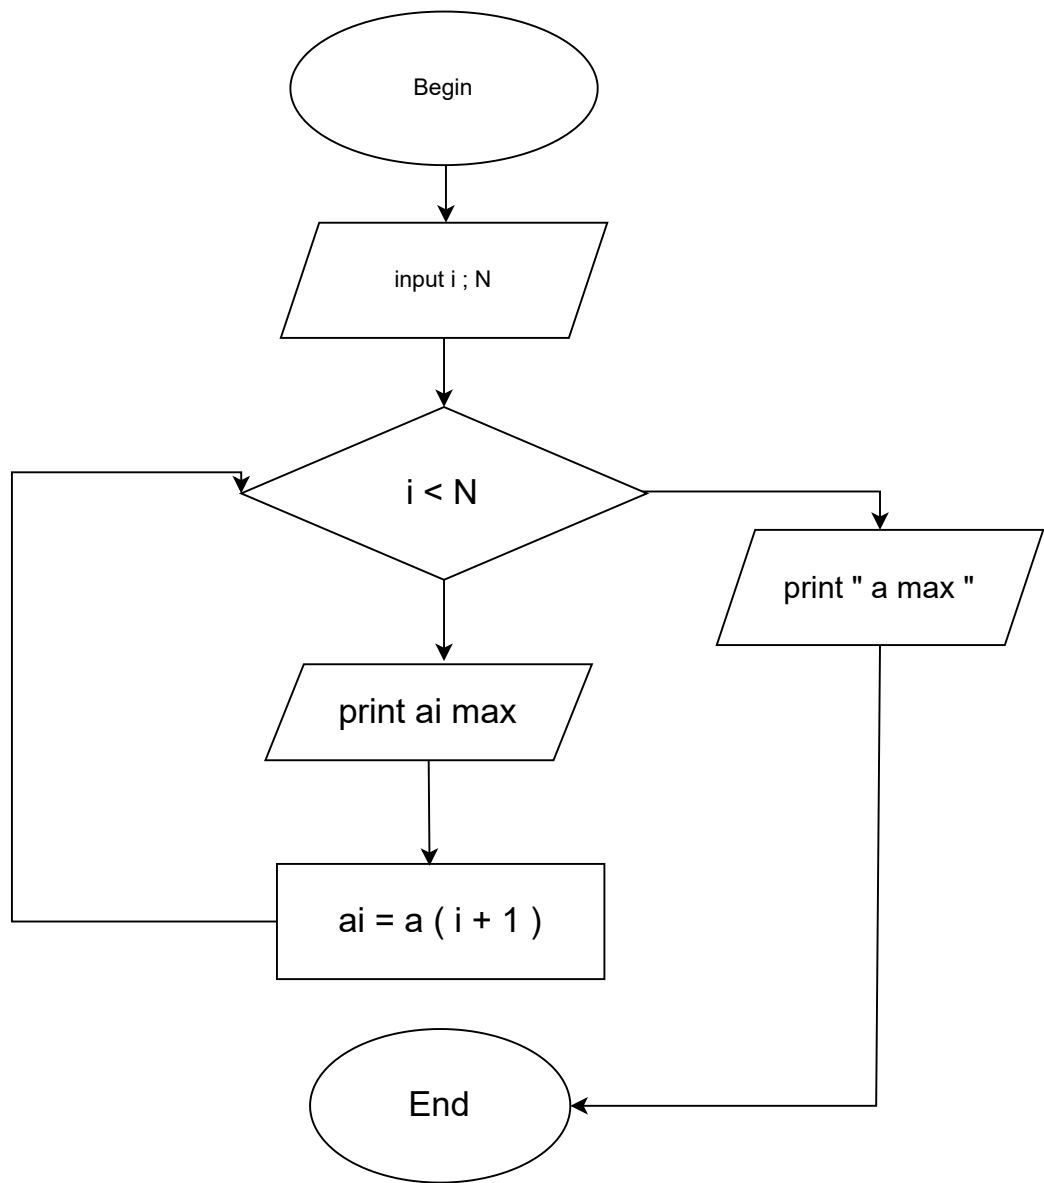 Begin
input i ; N
i < N
print " a max "
print ai max
ai = a ( i + 1 )
End